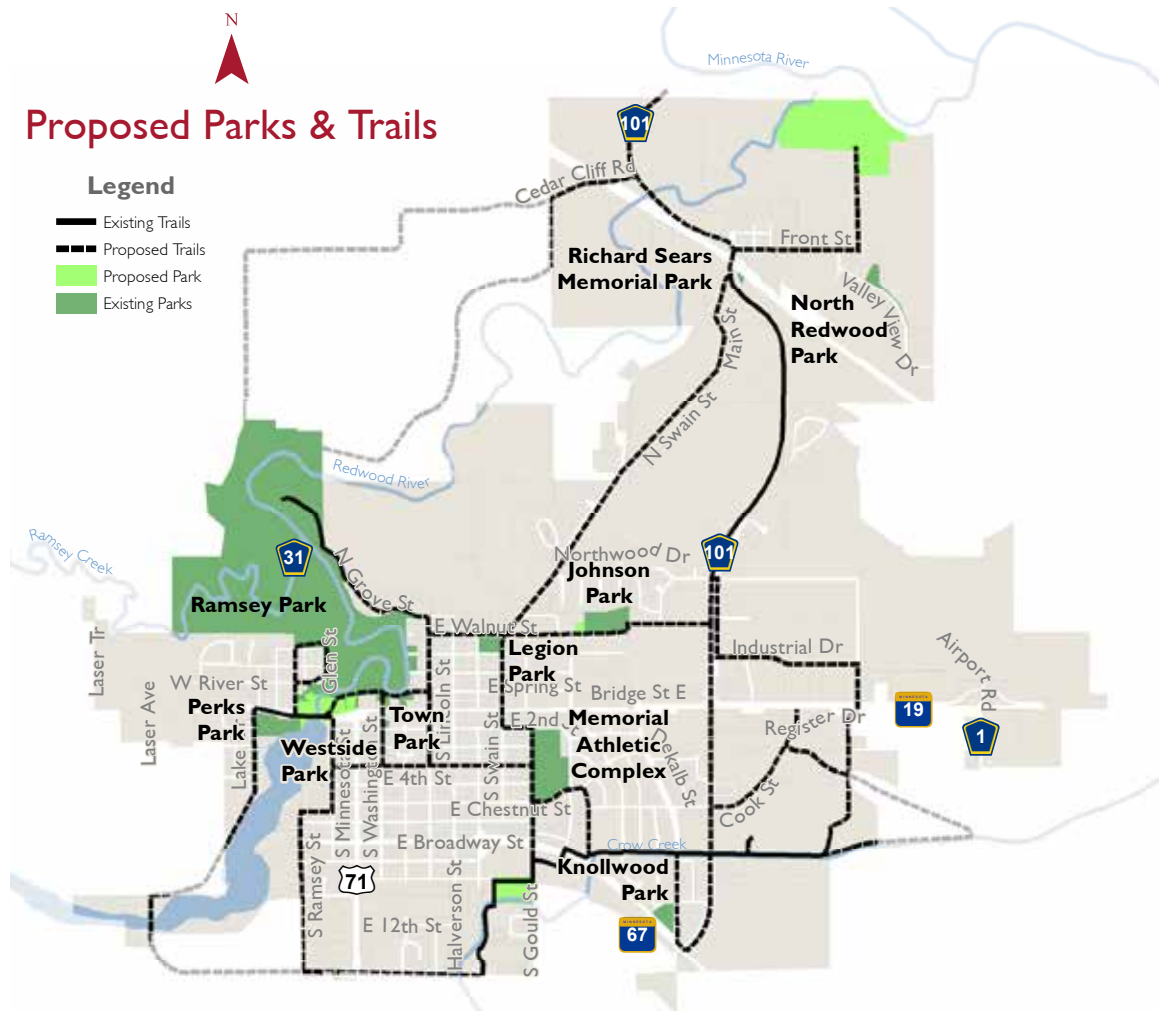 N
Proposed Parks & Trails
Legend
Existing Trails
Proposed Trails
Proposed Park
Existing Parks
Minnesota River
101
Cedar Cliff Rd
Front St
Richard Sears
Memorial Park
Valley View Dr
North
Redwood
Park
Main St
N Swain St
Redwood River
Ramsey Creek
31
N Grove St
101
Northwood Dr
Johnson
Park
Ramsey Park
E Walnut St
Legion
Park
Industrial Dr
Airport Rd
Laser Tr
Glen St
W River St
S Lincoln St
E Spring St
Bridge St E
Perks
Park
Laser Ave
Lake
Town
Park
E 2nd St
Memorial
Athletic
Complex
Register Dr
MINNESOTA
19
1
Westside
Park
S Minnesota St
S Washington St
S Swain St
Dekalb St
E 4th St
E Chestnut St
Cook St
E Broadway St
Crow Creek
Knollwood
Park
71
S Ramsey St
Halverson St
S Gould St
E 12th St
MINNESOTA
67